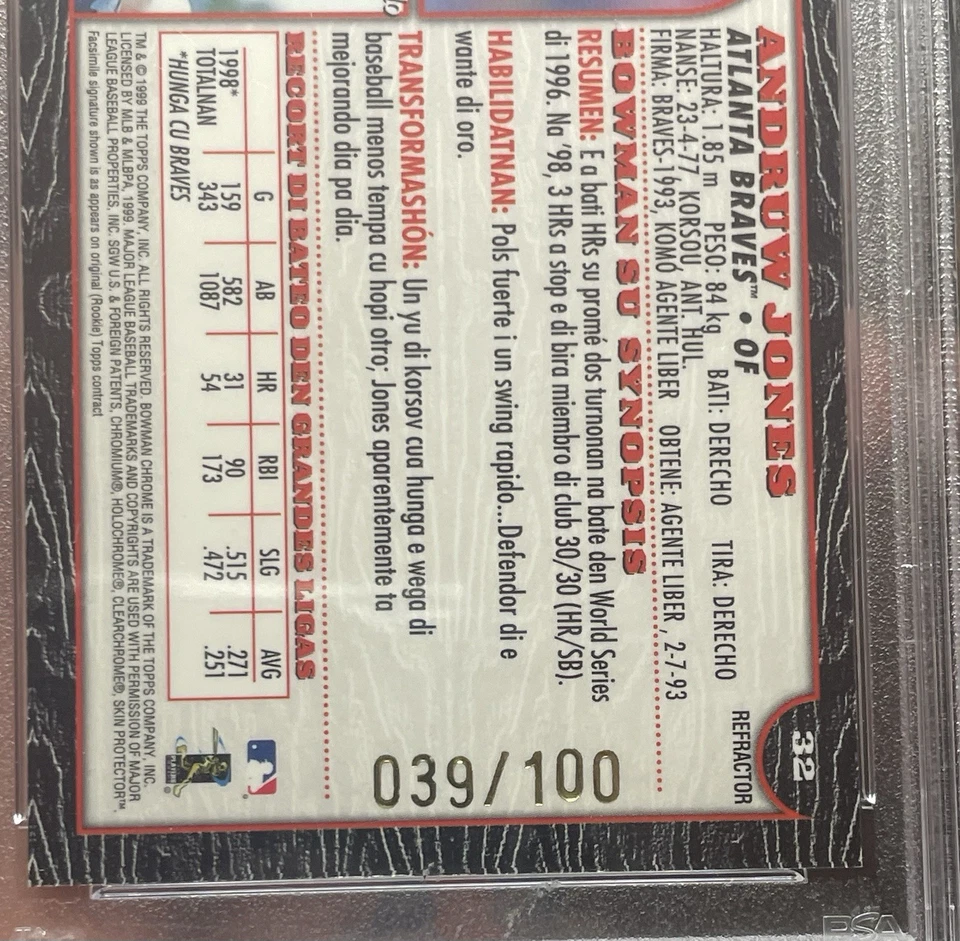 32
ANDRUW JONES
ATLANTA BRAVES™ • OF
REFRACTOR
HALTURA: 1.85 m PESO: 84 kg BATI: DERECHO TIRA: DERECHO
NANSE: 23-4-77, KORSOU, ANT. HUL.
FIRMA: BRAVES-1993, KOMÓ AGENTE LIBER OBTENE: AGENTE LIBER , 2-7-93
BOWMAN SU SYNOPSIS
RESUMEN: E a bati HRs su promé dos turnonan na bate den World Series
di 1996. Na '98, 3 HRs a stop e di bira miembro di club 30/30 (HR/SB).
HABILIDATNAN: Pols fuerte i un swing rapido...Defendor di e
wante di oro.
TRANSFORMASHÓN: Un yu di korsov cua hunga e wega di
baseball menos tempa cu hopi otro; Jones aparentemente ta
mejorando dia pa dia.
039/100
RECORT DI BATEO DEN GRANDES LIGAS
G AB HR RBI SLG AVG
1998* 159 582 31 90 .515 .271
TOTALNAN 343 1087 54 173 .472 .251
*HUNGA CU BRAVES
TM & © 1999 THE TOPPS COMPANY, INC. ALL RIGHTS RESERVED. BOWMAN CHROME IS A TRADEMARK OF THE TOPPS COMPANY, INC.
LICENSED BY MLB & MLBPA, 1999. MAJOR LEAGUE BASEBALL TRADEMARKS AND COPYRIGHTS ARE USED WITH PERMISSION OF MAJOR
LEAGUE BASEBALL PROPERTIES, INC. SGW U.S. & FOREIGN PATENTS, CHROMIUM®, HOLOCHROME®, CLEARCHROME®, SKIN PROTECTOR™
Facsimile signature shown is as appears on original (Rookie) Topps contract
PSA